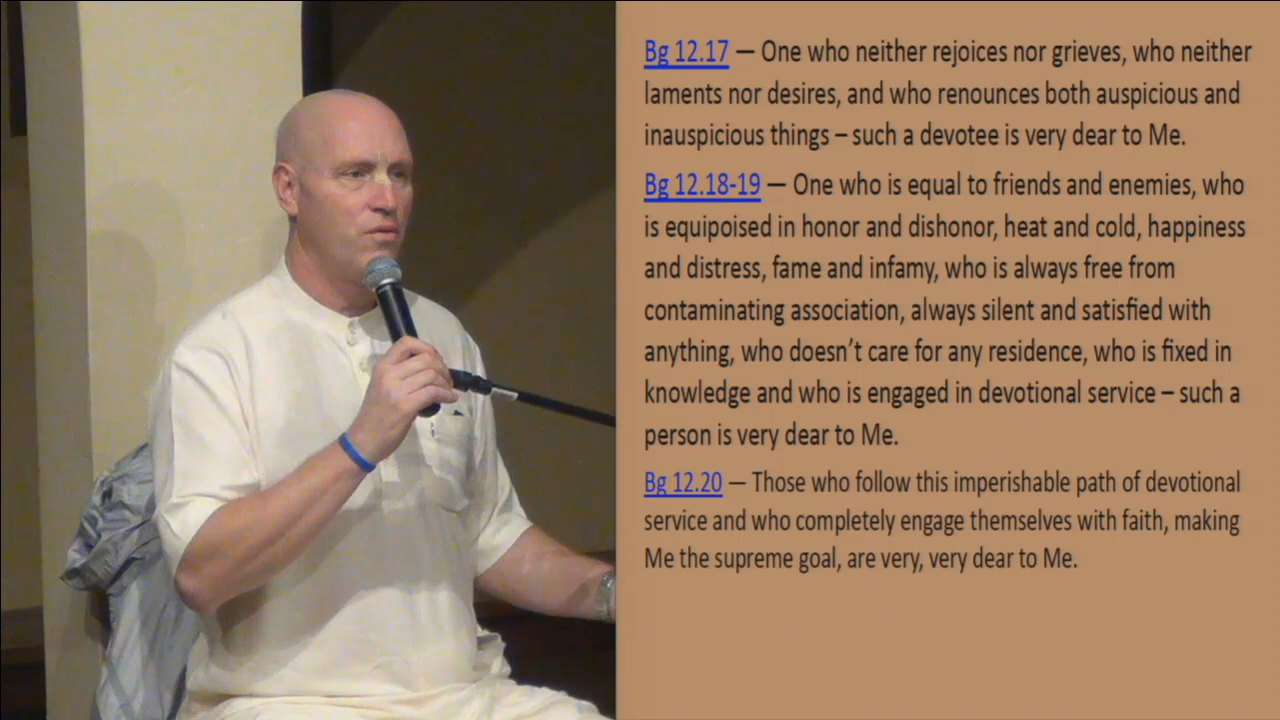 Bg 12.17 — One who neither rejoices nor grieves, who neither
laments nor desires, and who renounces both auspicious and
inauspicious things – such a devotee is very dear to Me.
Bg 12.18-19 — One who is equal to friends and enemies, who
is equipoised in honor and dishonor, heat and cold, happiness
and distress, fame and infamy, who is always free from
contaminating association, always silent and satisfied with
anything, who doesn’t care for any residence, who is fixed in
knowledge and who is engaged in devotional service – such a
person is very dear to Me.
Bg 12.20 — Those who follow this imperishable path of devotional
service and who completely engage themselves with faith, making
Me the supreme goal, are very, very dear to Me.